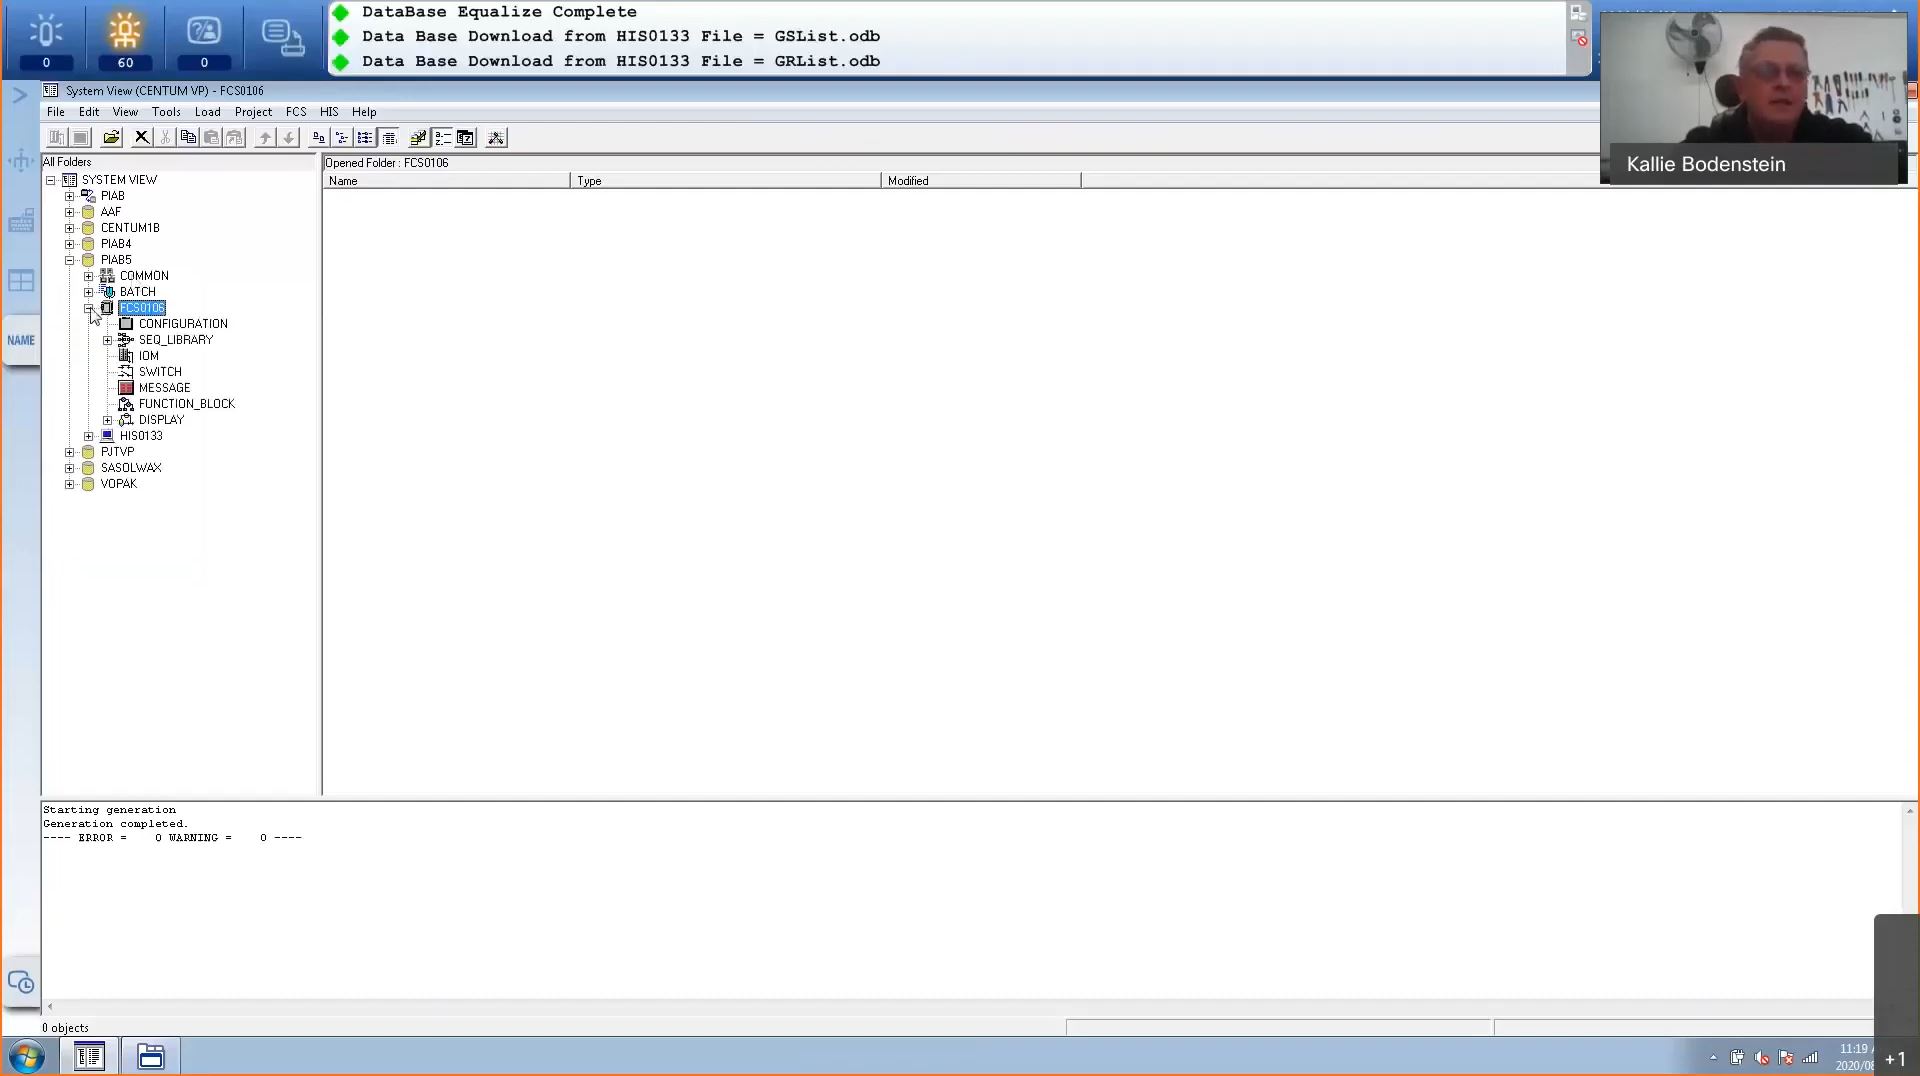 0
60
0
DataBase Equalize Complete
Data Base Download from HIS0133 File = GSList.odb
Data Base Download from HIS0133 File = GRList.odb
Kallie Bodenstein
System View (CENTUM VP) - FCS0106
File Edit View Tools Load Project FCS HIS Help
All Folders
Opened Folder : FCS0106
Name Type Modified
SYSTEM VIEW
PIAB
AAF
CENTUM1B
PIAB4
PIAB5
COMMON
BATCH
FCS0106
CONFIGURATION
SEQ_LIBRARY
IOM
SWITCH
MESSAGE
FUNCTION_BLOCK
DISPLAY
HIS0133
PJTVP
SASOLWAX
VOPAK
NAME
Starting generation
Generation completed.
---- ERROR = 0 WARNING = 0 ----
0 objects
11:19
2020/08
+1